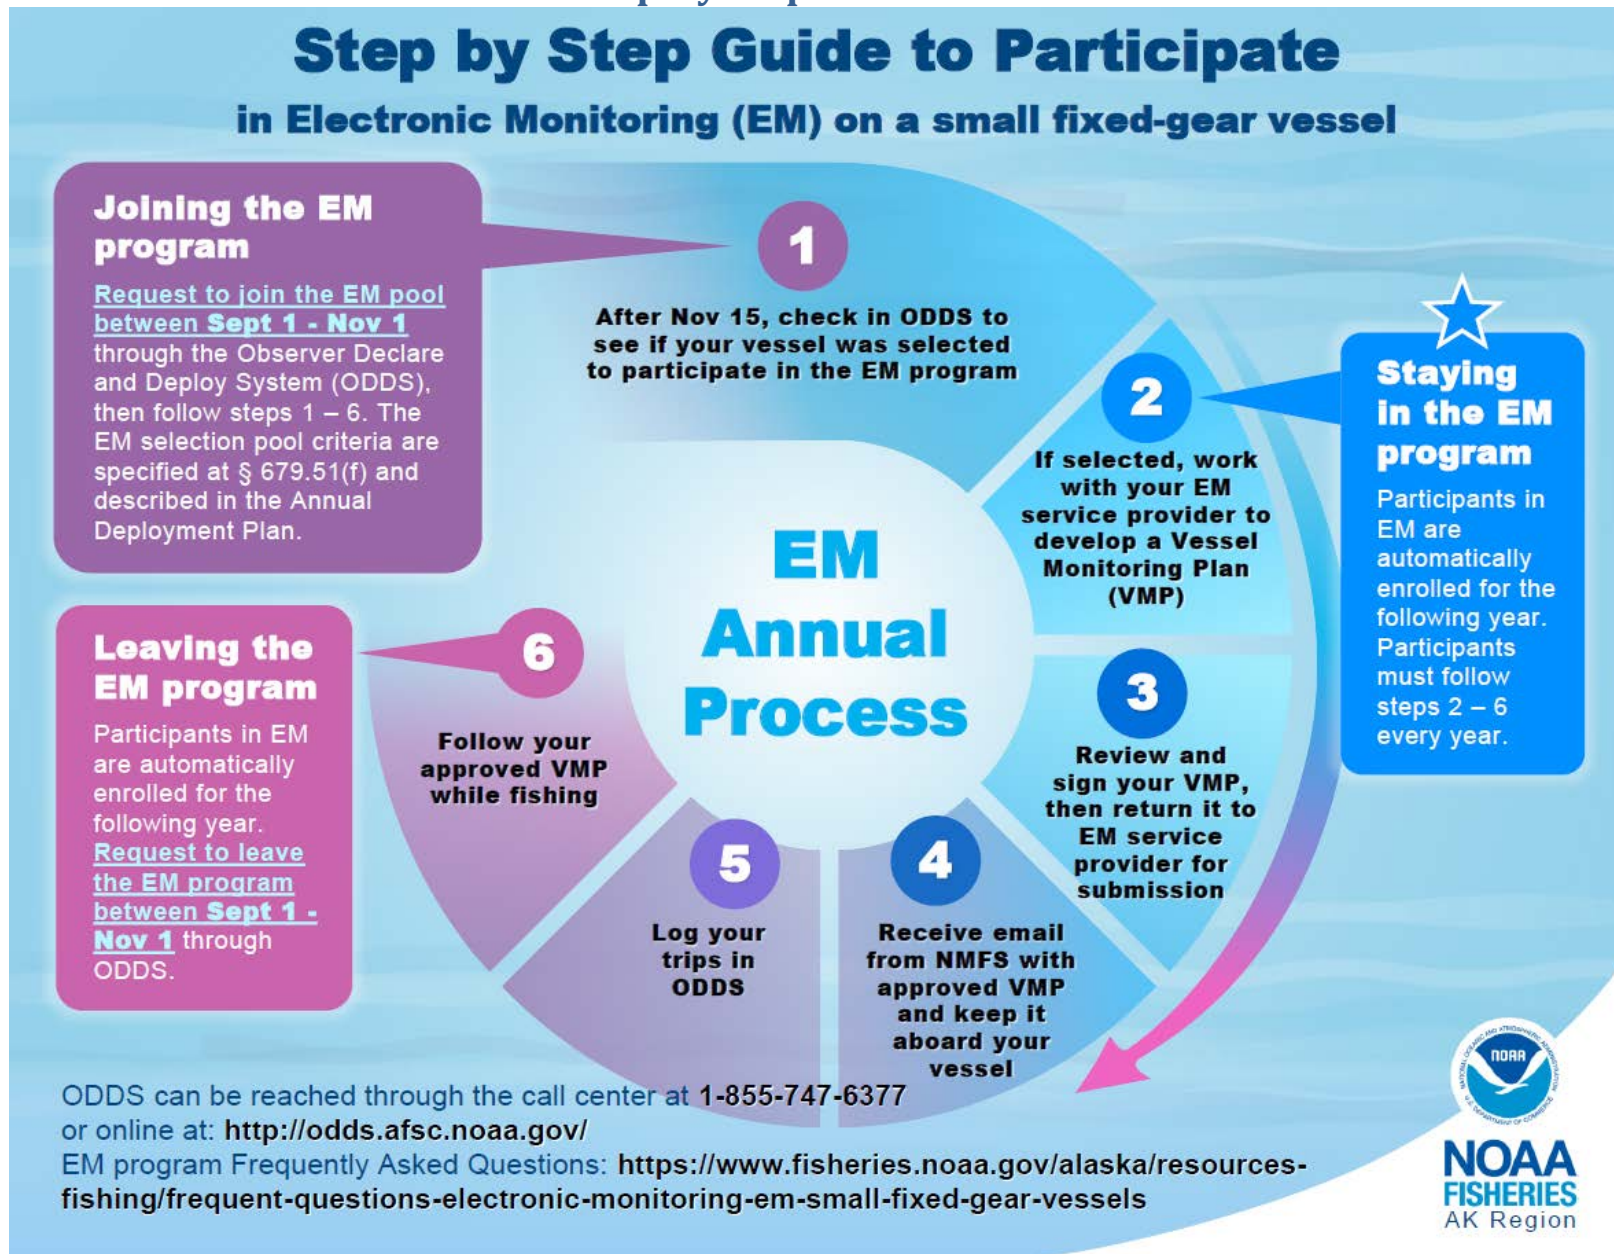 Step by Step Guide to Participate
in Electronic Monitoring (EM) on a small fixed-gear vessel
Joining the EM
program
Request to join the EM pool
between Sept 1 - Nov 1
through the Observer Declare
and Deploy System (ODDS),
then follow steps 1 – 6. The
EM selection pool criteria are
specified at § 679.51(f) and
described in the Annual
Deployment Plan.
1
After Nov 15, check in ODDS to
see if your vessel was selected
to participate in the EM program
2
If selected, work
with your EM
service provider to
develop a Vessel
Monitoring Plan
(VMP)
Staying
in the EM
program
Participants in
EM are
automatically
enrolled for the
following year.
Participants
must follow
steps 2 – 6
every year.
EM
Annual
Process
3
Review and
sign your VMP,
then return it to
EM service
provider for
submission
4
Receive email
from NMFS with
approved VMP
and keep it
aboard your
vessel
5
Log your
trips in
ODDS
6
Follow your
approved VMP
while fishing
Leaving the
EM program
Participants in EM
are automatically
enrolled for the
following year.
Request to leave
the EM program
between Sept 1 -
Nov 1 through
ODDS.
ODDS can be reached through the call center at 1-855-747-6377
or online at: http://odds.afsc.noaa.gov/
EM program Frequently Asked Questions: https://www.fisheries.noaa.gov/alaska/resources-
fishing/frequent-questions-electronic-monitoring-em-small-fixed-gear-vessels
NATIONAL OCEANIC AND ATMOSPHERIC ADMINISTRATION
NOAA
U.S. DEPARTMENT OF COMMERCE
NOAA
FISHERIES
AK Region